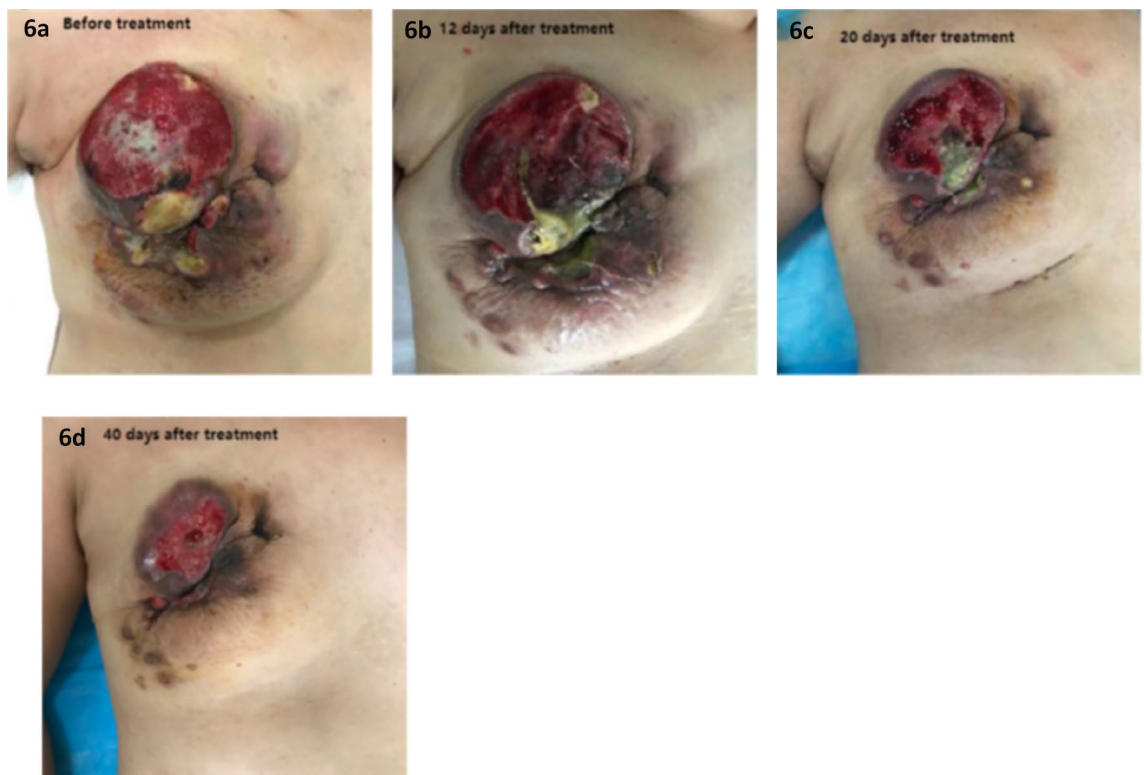 6a Before treatment
6b 12 days after treatment
6c 20 days after treatment
6d 40 days after treatment